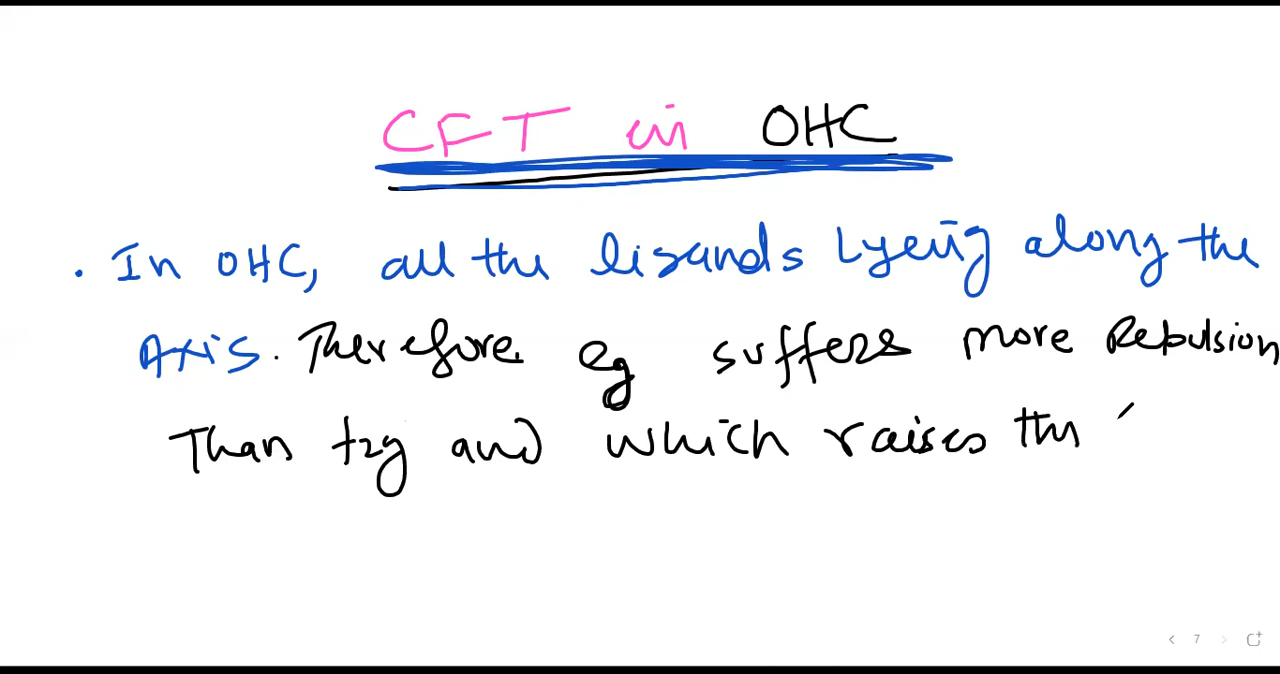 CFT in OHC
. In OHC, all the ligands Lyeing along the
Axis. Therefore eg suffers more Repulsion
Than t2g and which raises the
7